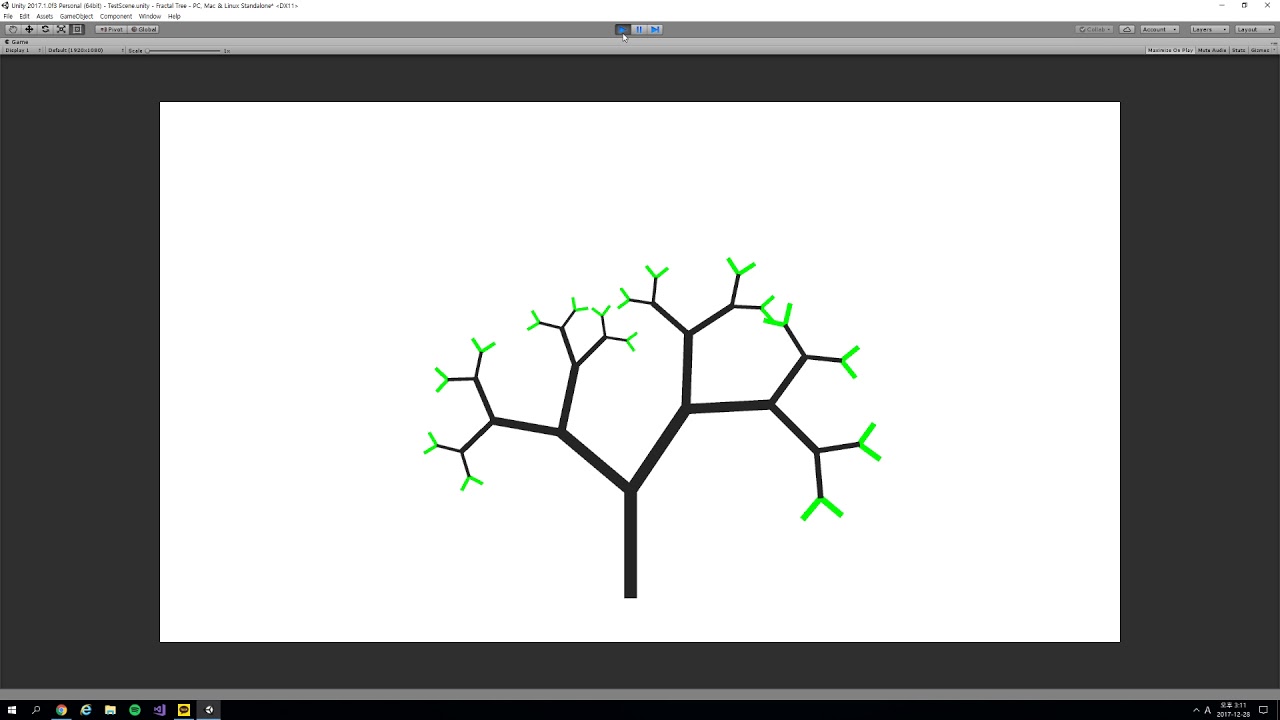 Unity 2017.1.0f3 Personal (64bit) - TestScene.unity - Fractal Tree - PC, Mac & Linux Standalone* <DX11>
File Edit Assets GameObject Component Window Help
Pivot Global Collab Account Layers Layout
Game
Display 1 Default (1920x1080) Scale 1x Maximize On Play Mute Audio Stats Gizmos
A 오후 3:11
2017-12-28